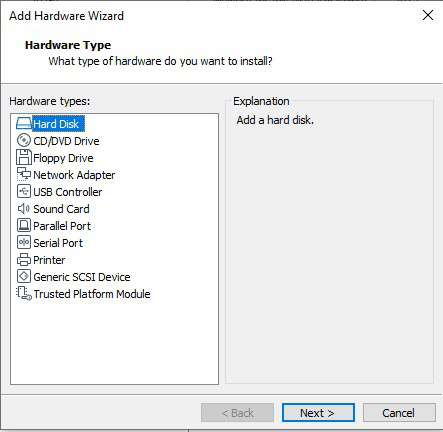 Add Hardware Wizard
Hardware Type
What type of hardware do you want to install?
Hardware types:
Hard Disk
CD/DVD Drive
Floppy Drive
Network Adapter
USB Controller
Sound Card
Parallel Port
Serial Port
Printer
Generic SCSI Device
Trusted Platform Module
Explanation
Add a hard disk.
< Back
Next >
Cancel